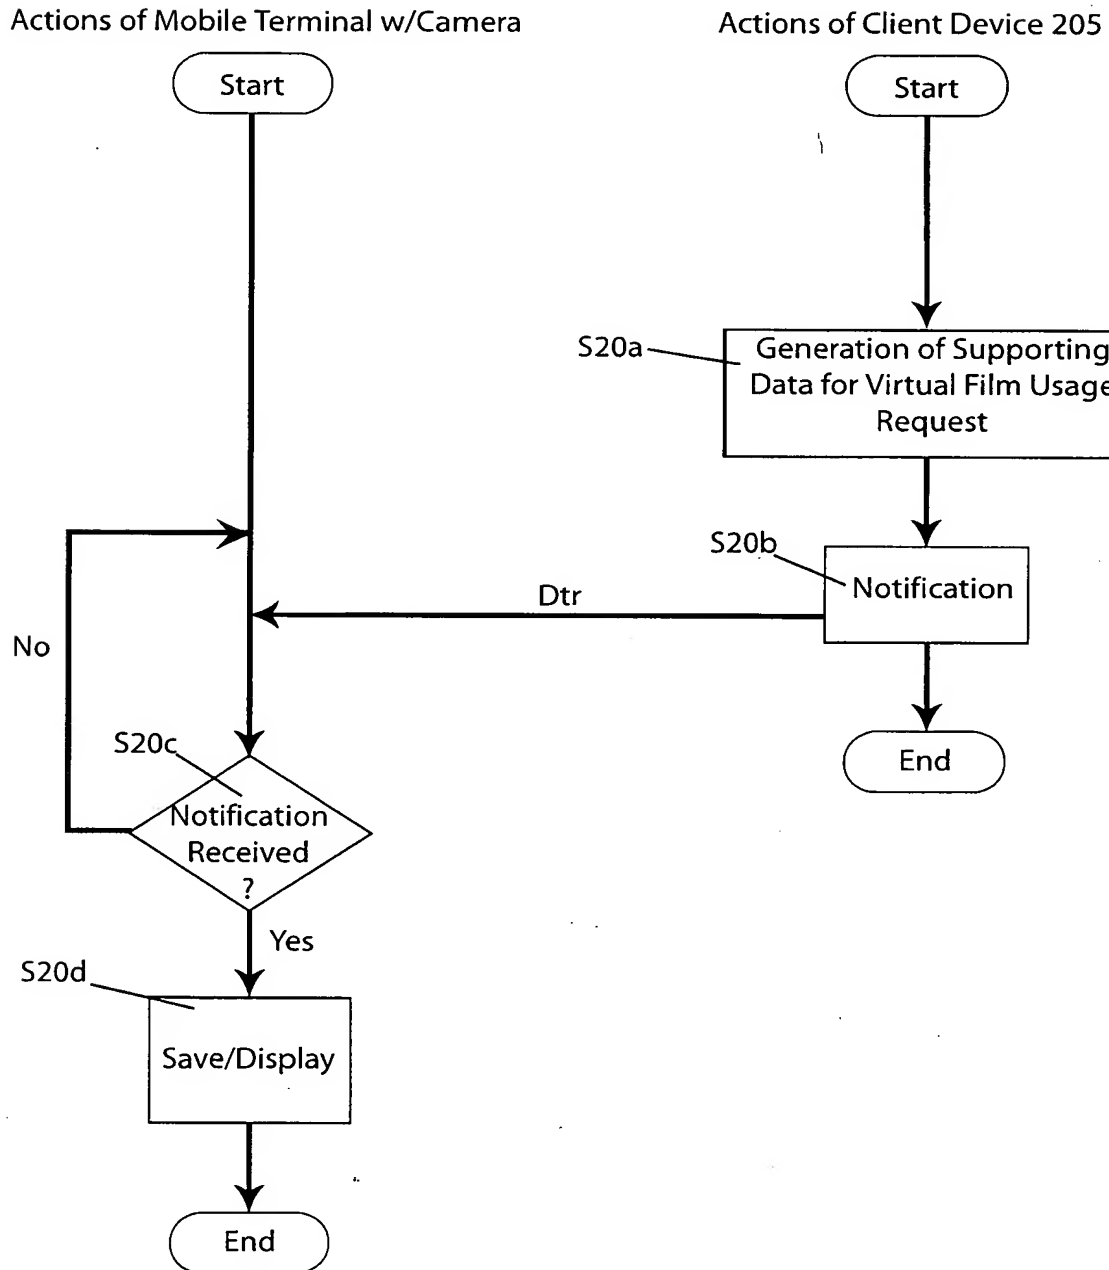 Actions of Mobile Terminal w/Camera
Actions of Client Device 205
Start
Start
S20a
Generation of Supporting
Data for Virtual Film Usage
Request
S20b
Notification
Dtr
No
End
S20c
Notification
Received
?
Yes
S20d
Save/Display
End